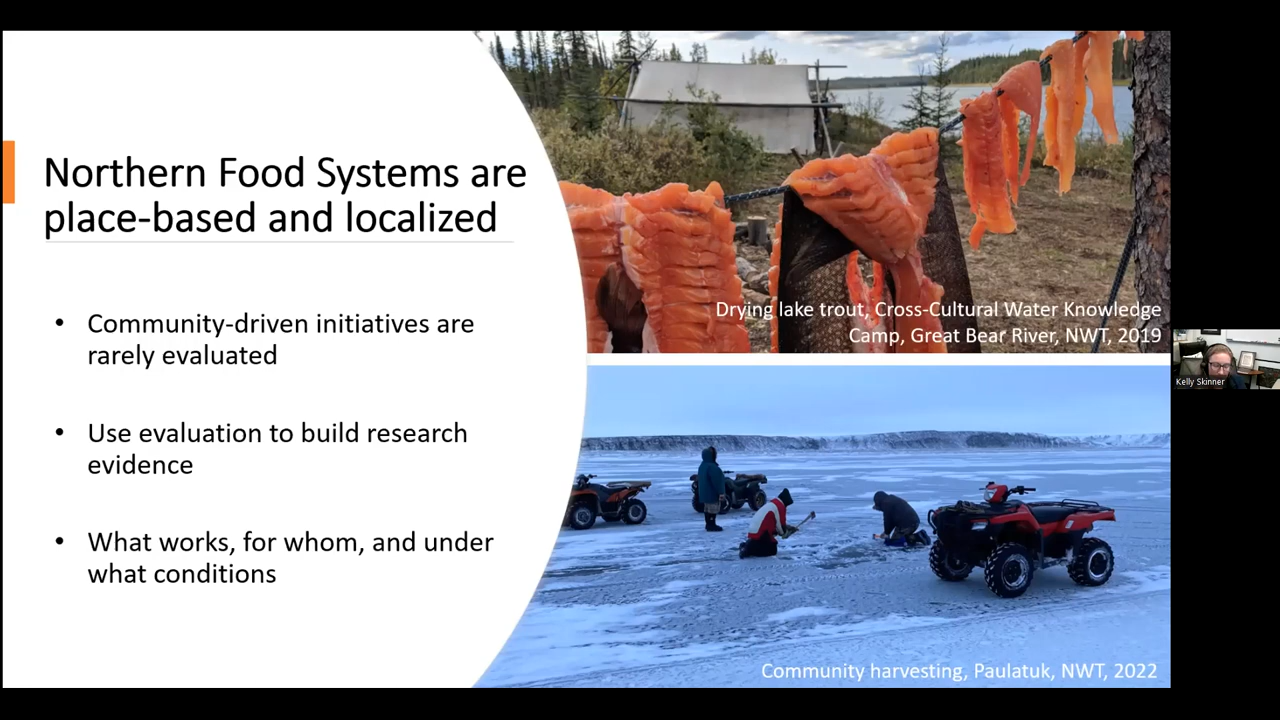 Northern Food Systems are
place-based and localized
• Community-driven initiatives are
rarely evaluated
• Use evaluation to build research
evidence
• What works, for whom, and under
what conditions
Drying lake trout, Cross-Cultural Water Knowledge
Camp, Great Bear River, NWT, 2019
Community harvesting, Paulatuk, NWT, 2022
Kelly Skinner